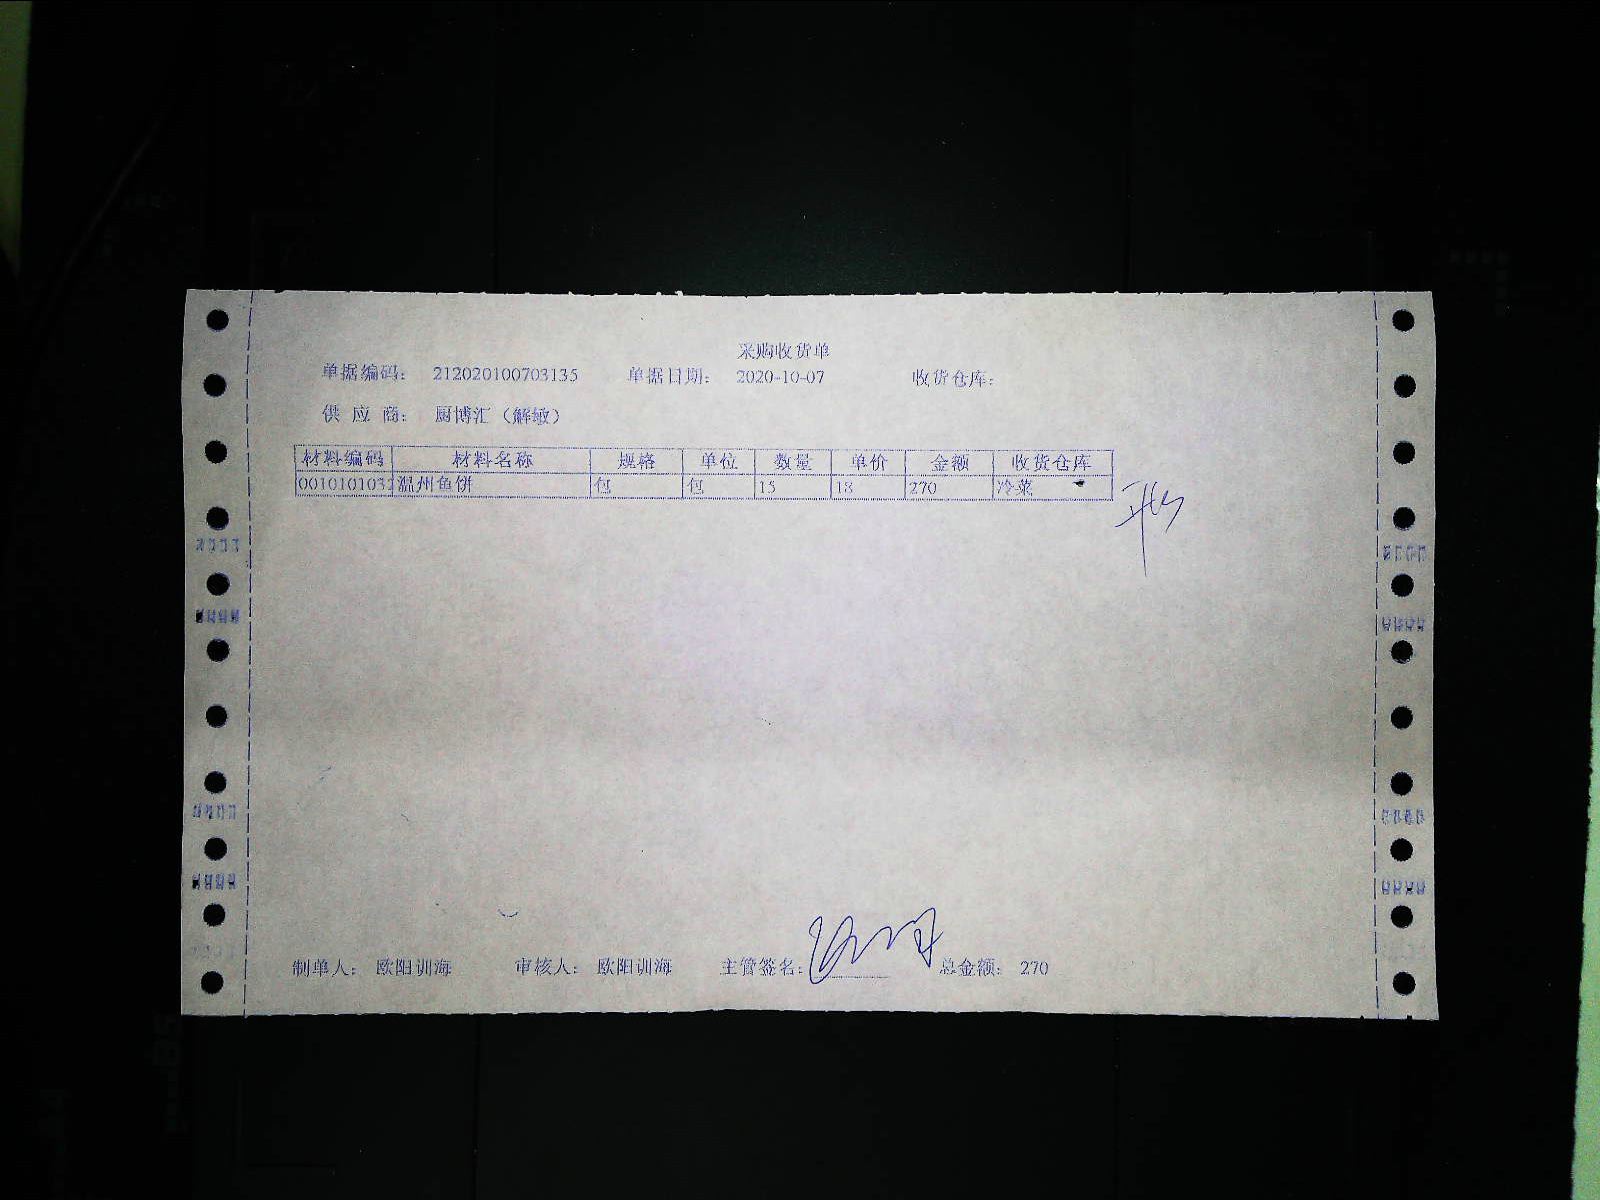 采购收货单
单据编码： 212020100703135 单据日期： 2020-10-07 收货仓库：
供 应 商： 厨博汇（解敏）
材料编码 材料名称 规格 单位 数量 单价 金额 收货仓库
001010103 温州鱼饼 包 包 15 18 270 冷菜
制单人： 欧阳训海 审核人： 欧阳训海 主管签名： 总金额： 270